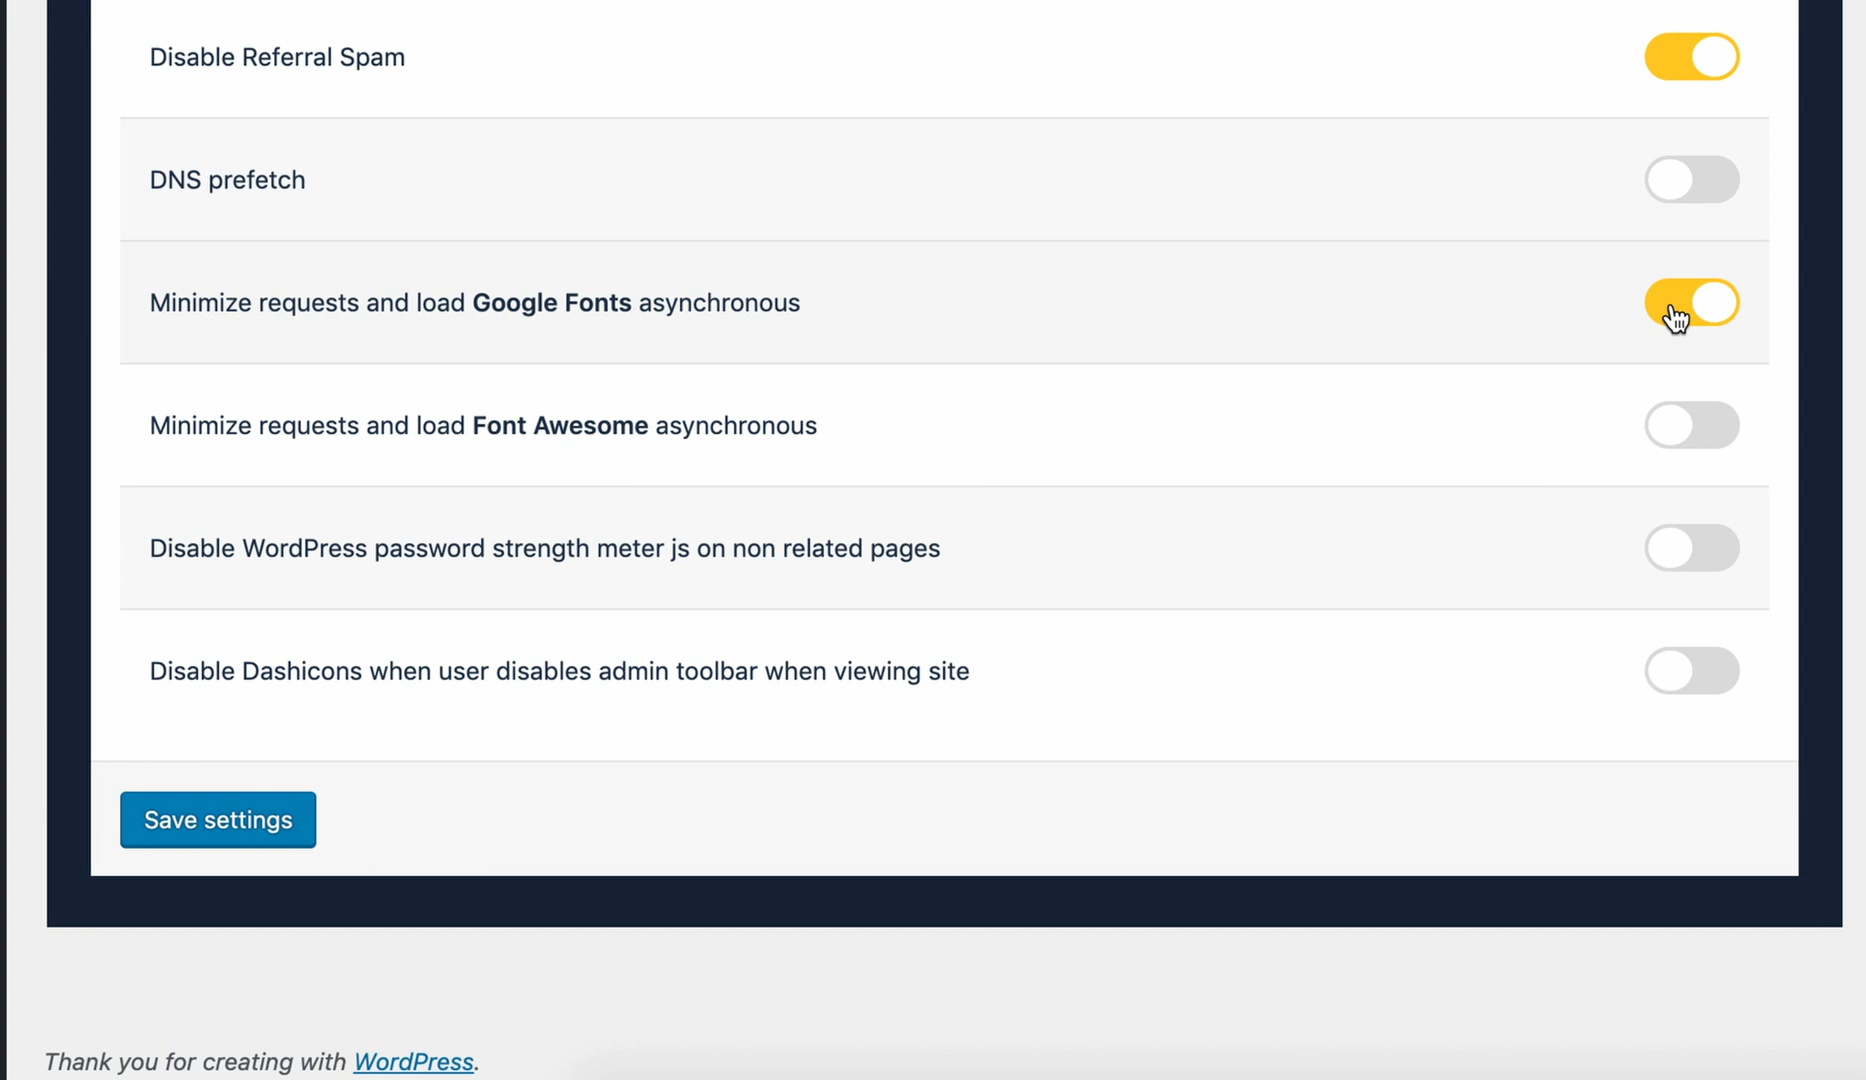 Disable Referral Spam
DNS prefetch
Minimize requests and load Google Fonts asynchronous
Minimize requests and load Font Awesome asynchronous
Disable WordPress password strength meter js on non related pages
Disable Dashicons when user disables admin toolbar when viewing site
Save settings
Thank you for creating with WordPress.